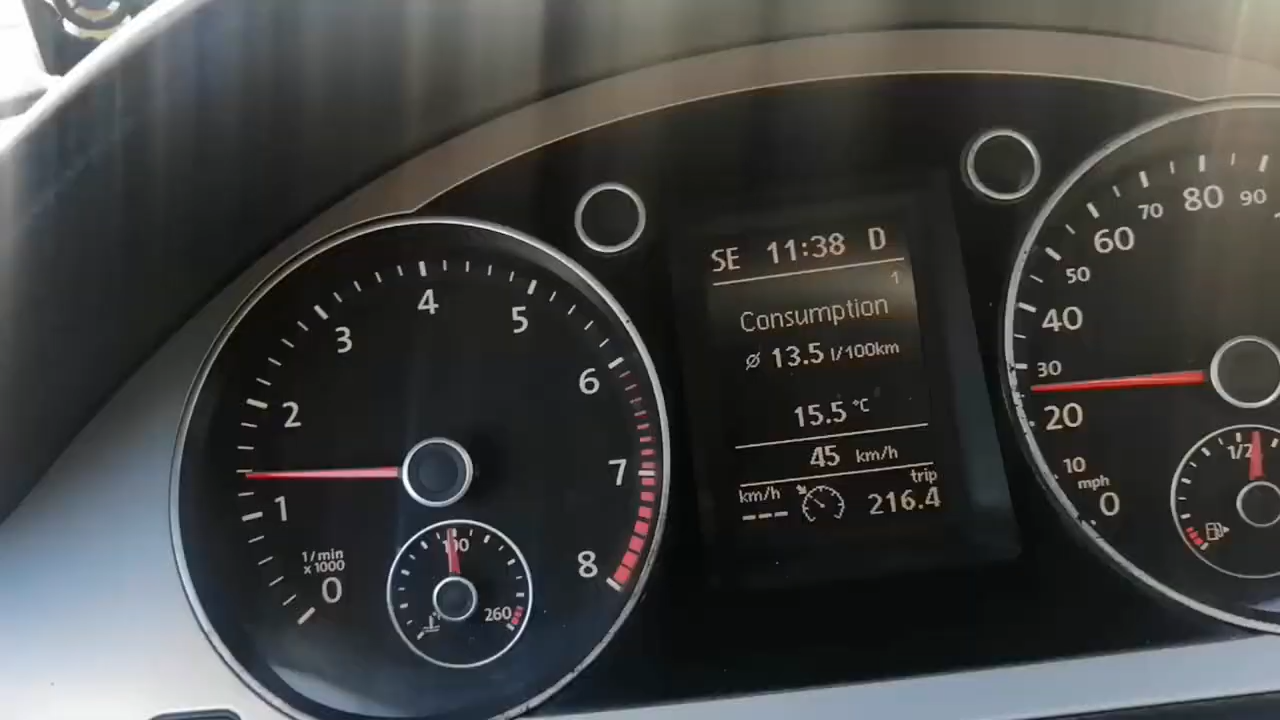 0
1
2
3
4
5
6
7
8
1/min
x1000
260
SE 11:38 D
1
Consumption
ø 13.5 l/100km
15.5 °C
45 km/h
km/h trip
--- 216.4
0
10
mph
20
30
40
50
60
70
80
90
1/2